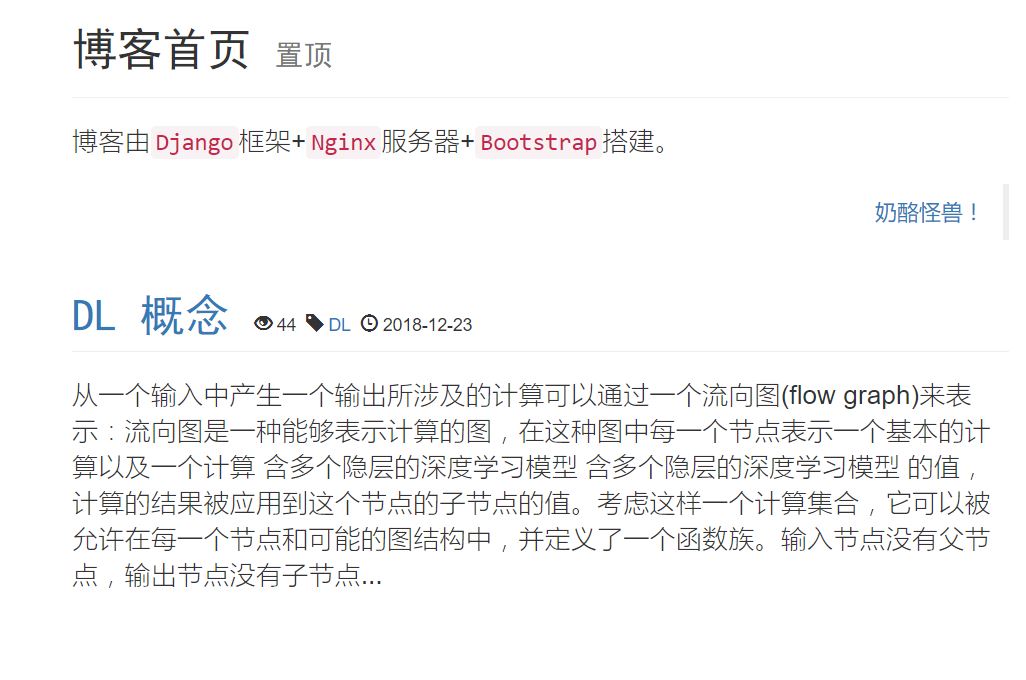 博客首页 置顶
博客由Django框架+Nginx服务器+Bootstrap搭建。
奶酪怪兽！
DL 概念 44 DL 2018-12-23
从一个输入中产生一个输出所涉及的计算可以通过一个流向图(flow graph)来表
示：流向图是一种能够表示计算的图，在这种图中每一个节点表示一个基本的计
算以及一个计算 含多个隐层的深度学习模型 含多个隐层的深度学习模型 的值，
计算的结果被应用到这个节点的子节点的值。考虑这样一个计算集合，它可以被
允许在每一个节点和可能的图结构中，并定义了一个函数族。输入节点没有父节
点，输出节点没有子节点...